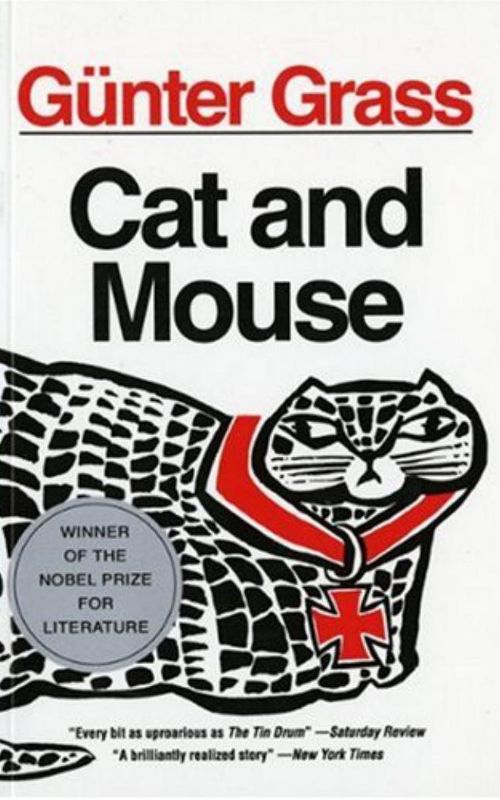 Günter Grass
Cat and
Mouse
WINNER
OF THE
NOBEL PRIZE
FOR
LITERATURE
"Every bit as uproarious as The Tin Drum" —Saturday Review
"A brilliantly realized story" —New York Times